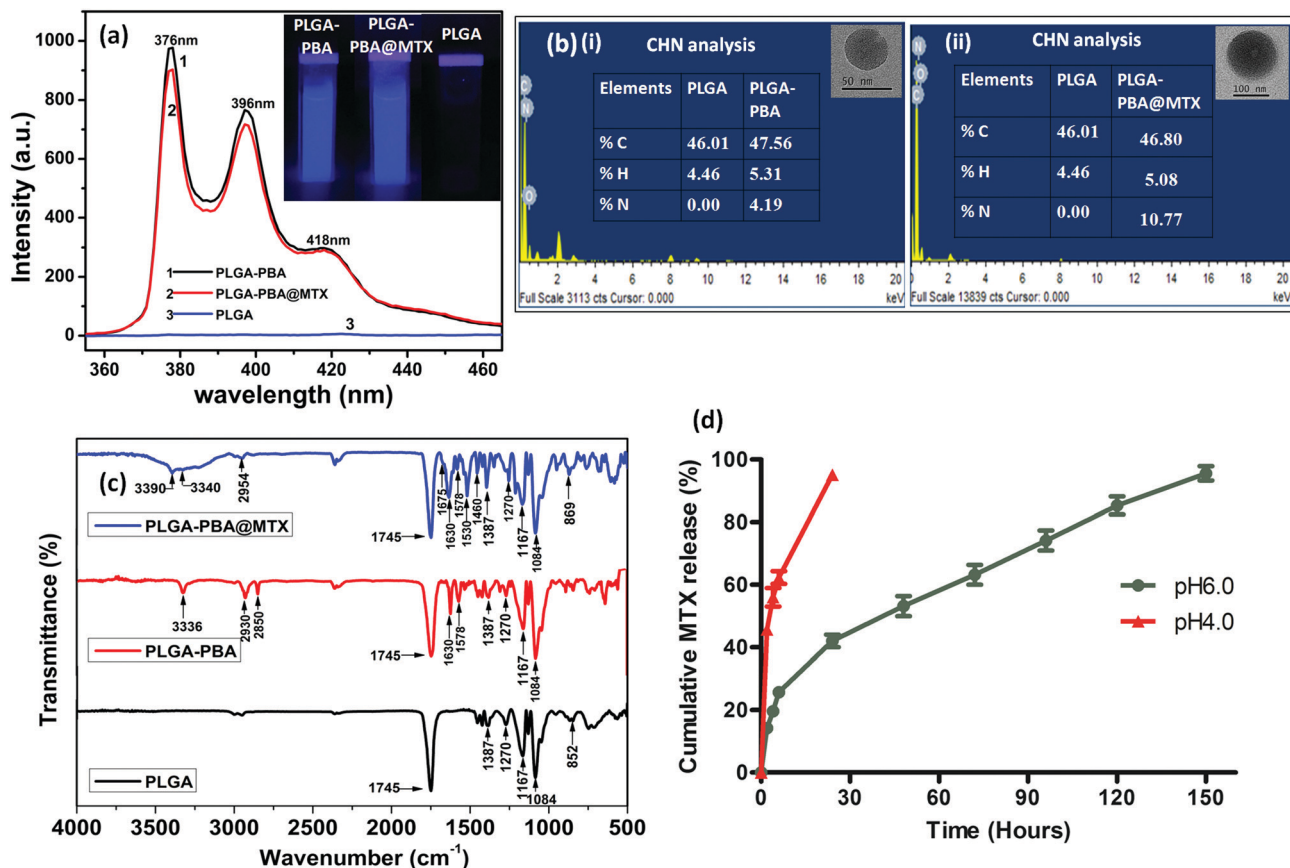 (a)
PLGA-PBA
PLGA-PBA@MTX
PLGA
376nm
1
2
396nm
418nm
1 PLGA-PBA
2 PLGA-PBA@MTX
3 PLGA
3
Intensity (a.u.)
1000
800
600
400
200
0
360 380 400 420 440 460
wavelength (nm)
(b) (i)
CHN analysis
50 nm
Elements PLGA PLGA-PBA
% C 46.01 47.56
% H 4.46 5.31
% N 0.00 4.19
C
N
O
2 4 6 8 10 12 14 16 18 20
Full Scale 3113 cts Cursor: 0.000 keV
(ii)
CHN analysis
100 nm
Elements PLGA PLGA-PBA@MTX
% C 46.01 46.80
% H 4.46 5.08
% N 0.00 10.77
N
O
C
2 4 6 8 10 12 14 16 18 20
Full Scale 13839 cts Cursor: 0.000 keV
(c)
Transmittance (%)
3390 3340 2954 1745 1675 1630 1578 1530 1460 1387 1270 1167 1084 869
PLGA-PBA@MTX
3336 2930 2850 1745 1630 1578 1387 1270 1167 1084
PLGA-PBA
1745 1387 1270 1167 1084 852
PLGA
4000 3500 3000 2500 2000 1500 1000 500
Wavenumber (cm⁻¹)
(d)
Cumulative MTX release (%)
100
80
60
40
20
0
pH6.0
pH4.0
0 30 60 90 120 150
Time (Hours)